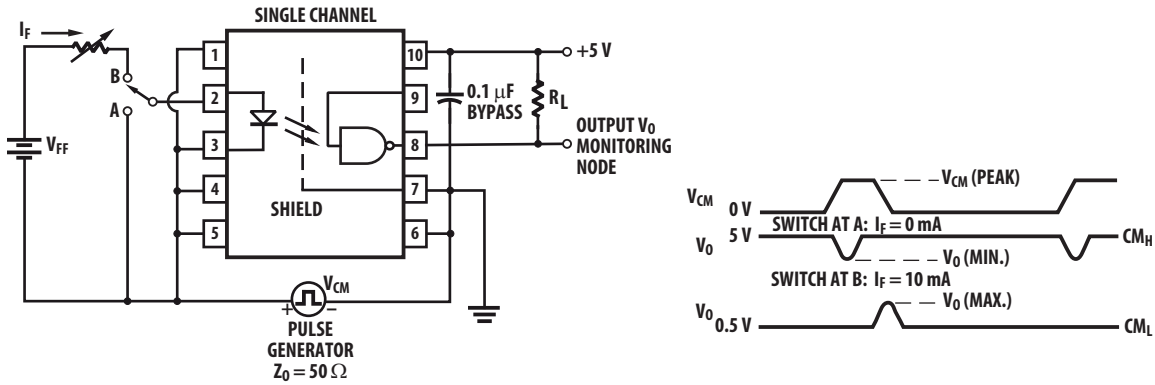 SINGLE CHANNEL
I_F
B
A
V_FF
1
2
3
4
5
10
9
8
7
6
SHIELD
+5 V
0.1 μF
BYPASS
R_L
OUTPUT V_O
MONITORING
NODE
V_CM
+ –
PULSE
GENERATOR
Z_O = 50 Ω
V_CM
0 V
V_CM (PEAK)
SWITCH AT A: I_F = 0 mA
V_O
5 V
CM_H
V_O (MIN.)
SWITCH AT B: I_F = 10 mA
V_O
0.5 V
V_O (MAX.)
CM_L